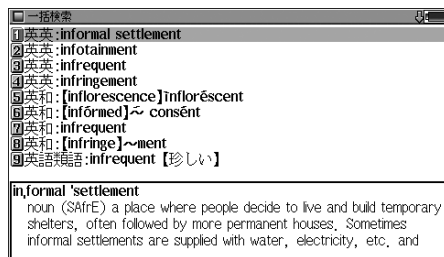 一括検索
1英英:informal settlement
2英英:infotainment
3英英:infrequent
4英英:infringement
5英和:【inflorescence】ìnfloréscent
6英和:【infórmed】～ consént
7英和:infrequent
8英和:【infringe】～ment
9英語類語:infrequent【珍しい】
in,formal 'settlement
noun (SAfrE) a place where people decide to live and build temporary
shelters, often followed by more permanent houses. Sometimes
informal settlements are supplied with water, electricity, etc. and